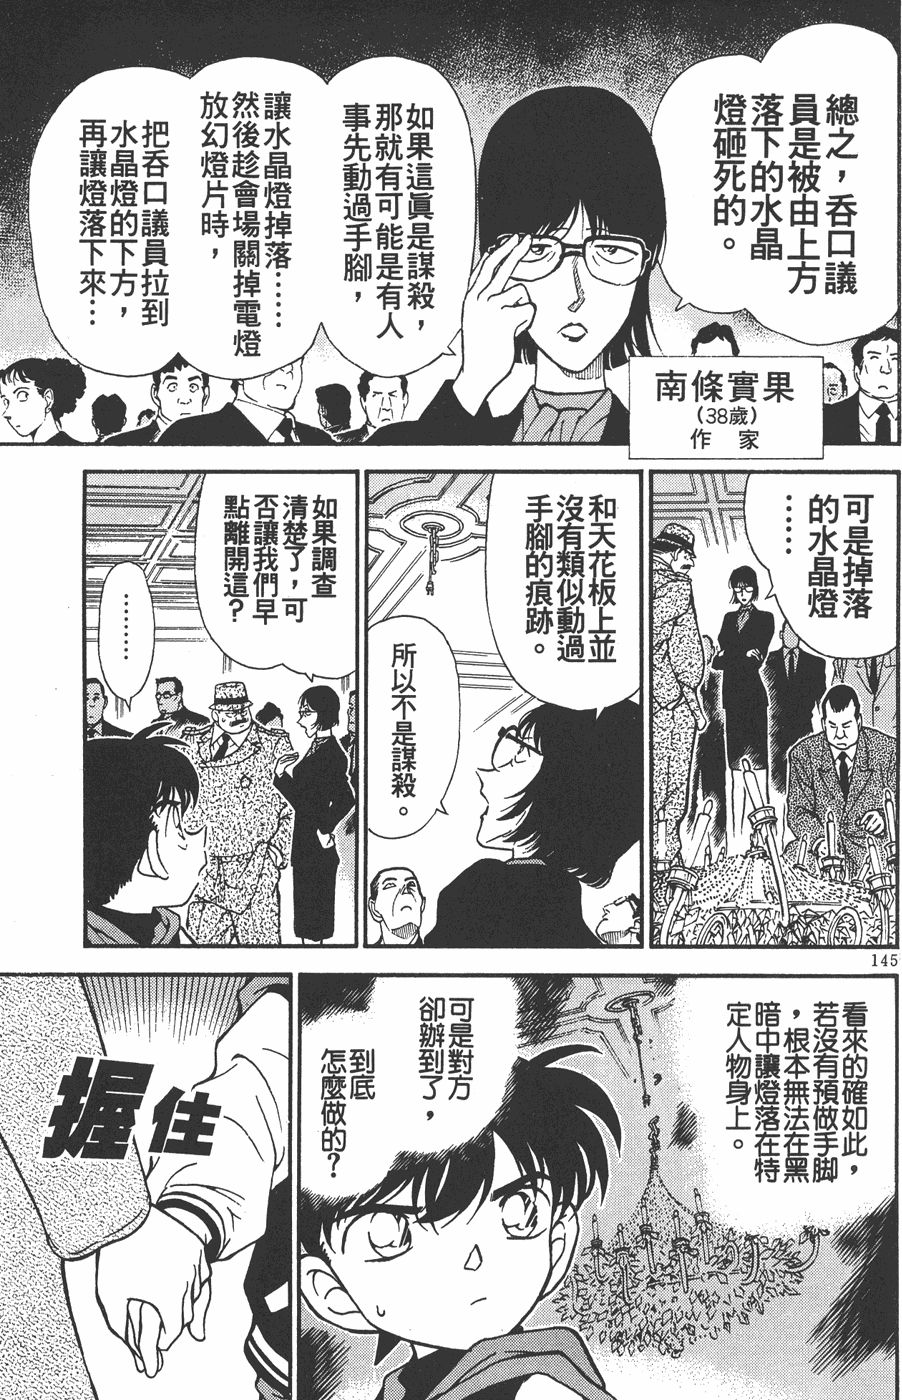 總之，吞口議
員是被由上方
落下的水晶
燈砸死的。
如果這真是謀殺，
那就有可能是有人
事先動過手腳，
讓水晶燈掉落……
然後趁會場關掉電燈
放幻燈片時，
把吞口議員拉到
水晶燈的下方，
再讓燈落下來…
南條實果
（38歲）
作家
可是掉落
的水晶燈
……
和天花板上並
沒有類似動過
手腳的痕跡。
所以不是謀殺。
如果調查
清楚了，可
否讓我們早
點離開這？
………
145
看來的確如此，
若沒有預做手腳
，根本無法在黑
暗中讓燈落在特
定人物身上。
可是對方
卻辦到了，
到底
怎麼做的？
握住